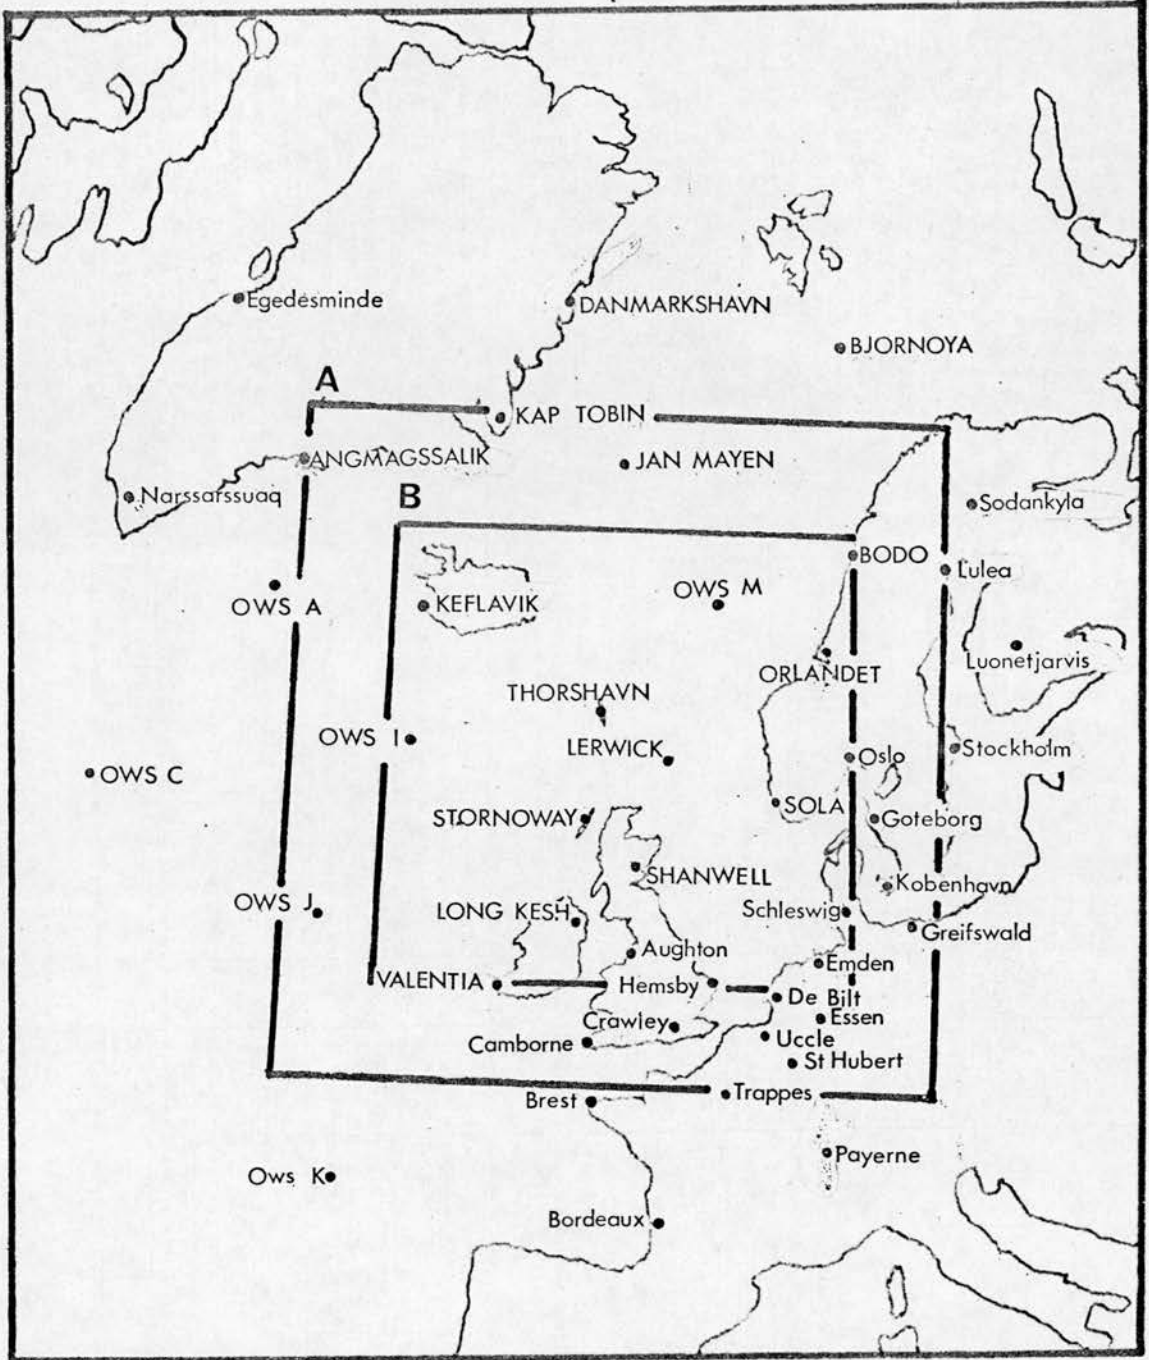 Egedesminde
DANMARKSHAVN
BJORNOYA
A
KAP TOBIN
ANGMAGSSALIK
JAN MAYEN
Narssarssuaq
B
Sodankyla
BODO
Lulea
OWS A
KEFLAVIK
OWS M
Luonetjarvis
ORLANDET
THORSHAVN
OWS I
LERWICK
Oslo
Stockholm
OWS C
STORNOWAY
SOLA
Goteborg
SHANWELL
Kobenhavn
OWS J
LONG KESH
Schleswig
Greifswald
Aughton
Emden
VALENTIA
Hemsby
De Bilt
Essen
Crawley
Camborne
Uccle
St Hubert
Brest
Trappes
Payerne
Ows K
Bordeaux